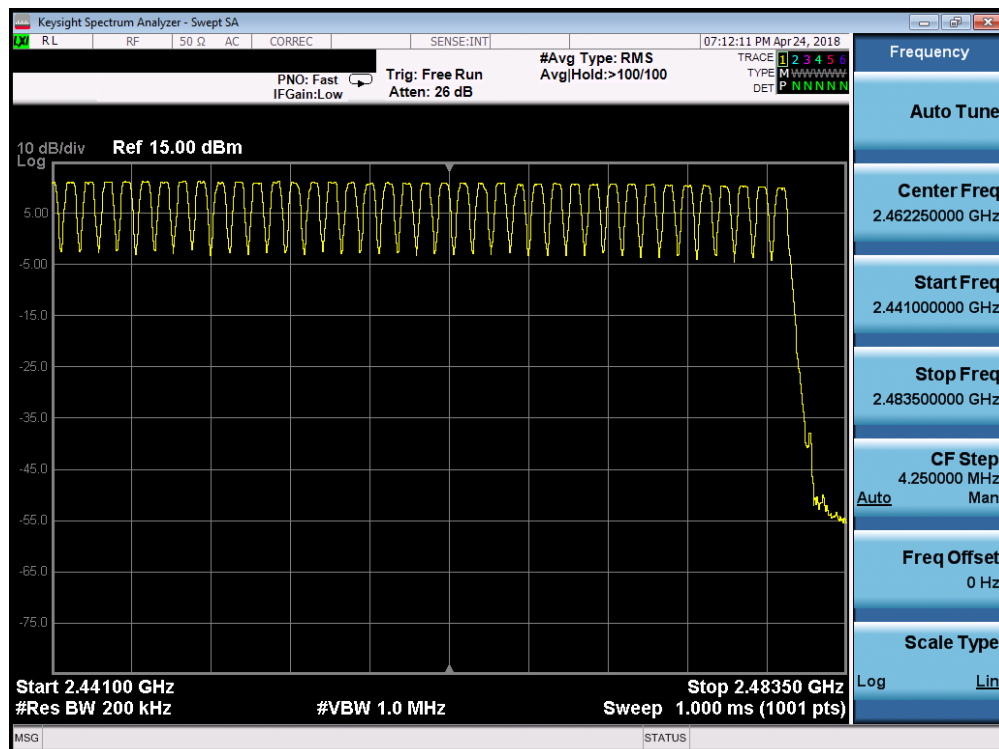 Keysight Spectrum Analyzer - Swept SA
LXI RL RF 50 Ω AC CORREC SENSE:INT 07:12:11 PM Apr 24, 2018
#Avg Type: RMS TRACE 1 2 3 4 5 6
PNO: Fast Trig: Free Run Avg|Hold:>100/100 TYPE M WWWWW
IFGain:Low Atten: 26 dB DET P N N N N N
10 dB/div Ref 15.00 dBm
Log
5.00
-5.00
-15.0
-25.0
-35.0
-45.0
-55.0
-65.0
-75.0
Start 2.44100 GHz Stop 2.48350 GHz
#Res BW 200 kHz #VBW 1.0 MHz Sweep 1.000 ms (1001 pts)
MSG STATUS
Frequency
Auto Tune
Center Freq
2.462250000 GHz
Start Freq
2.441000000 GHz
Stop Freq
2.483500000 GHz
CF Step
4.250000 MHz
Auto Man
Freq Offset
0 Hz
Scale Type
Log Lin